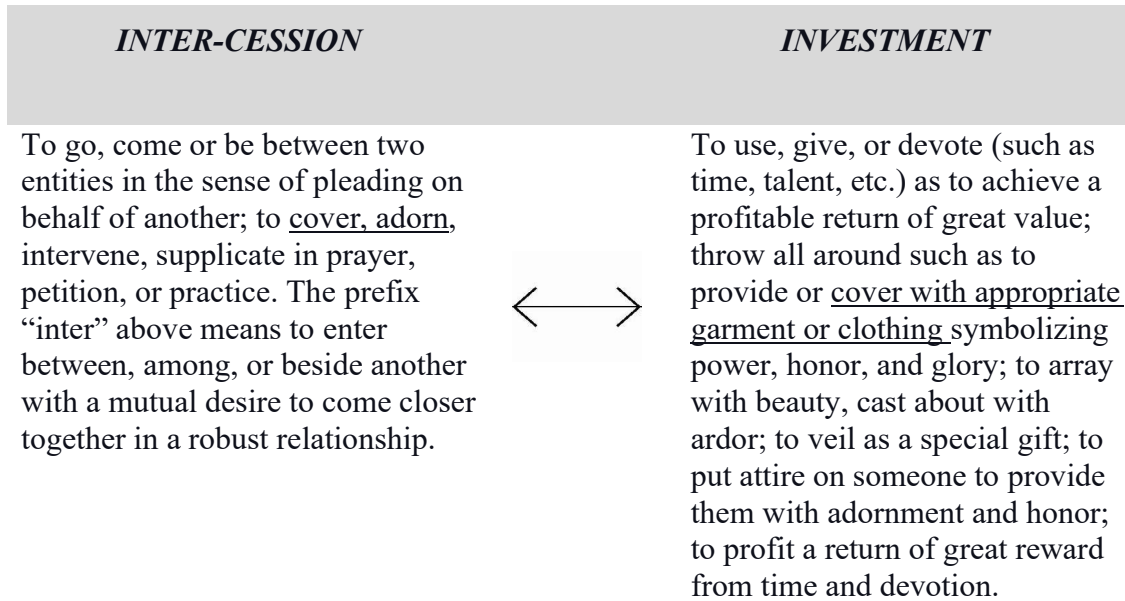 INTER-CESSION
INVESTMENT
To go, come or be between two
entities in the sense of pleading on
behalf of another; to cover, adorn,
intervene, supplicate in prayer,
petition, or practice. The prefix
“inter” above means to enter
between, among, or beside another
with a mutual desire to come closer
together in a robust relationship.
To use, give, or devote (such as
time, talent, etc.) as to achieve a
profitable return of great value;
throw all around such as to
provide or cover with appropriate
garment or clothing symbolizing
power, honor, and glory; to array
with beauty, cast about with
ardor; to veil as a special gift; to
put attire on someone to provide
them with adornment and honor;
to profit a return of great reward
from time and devotion.